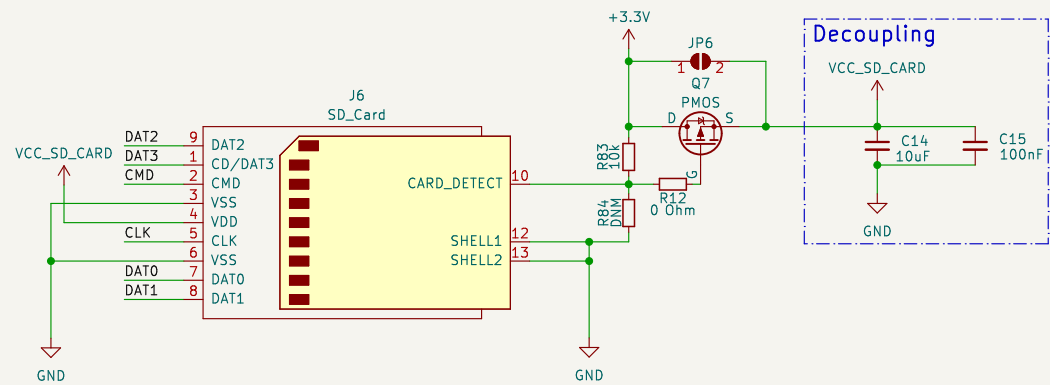 +3.3V
JP6
1 2
Q7
PMOS
D S
G
Decoupling
VCC_SD_CARD
C14
10uF
C15
100nF
GND
J6
SD_Card
DAT2 9 DAT2
VCC_SD_CARD
DAT3 1 CD/DAT3
CMD 2 CMD
3 VSS
4 VDD
CLK 5 CLK
6 VSS
DAT0 7 DAT0
DAT1 8 DAT1
CARD_DETECT 10
SHELL1 12
SHELL2 13
R83
10k
R12
0 Ohm
R84
DNM
GND
GND